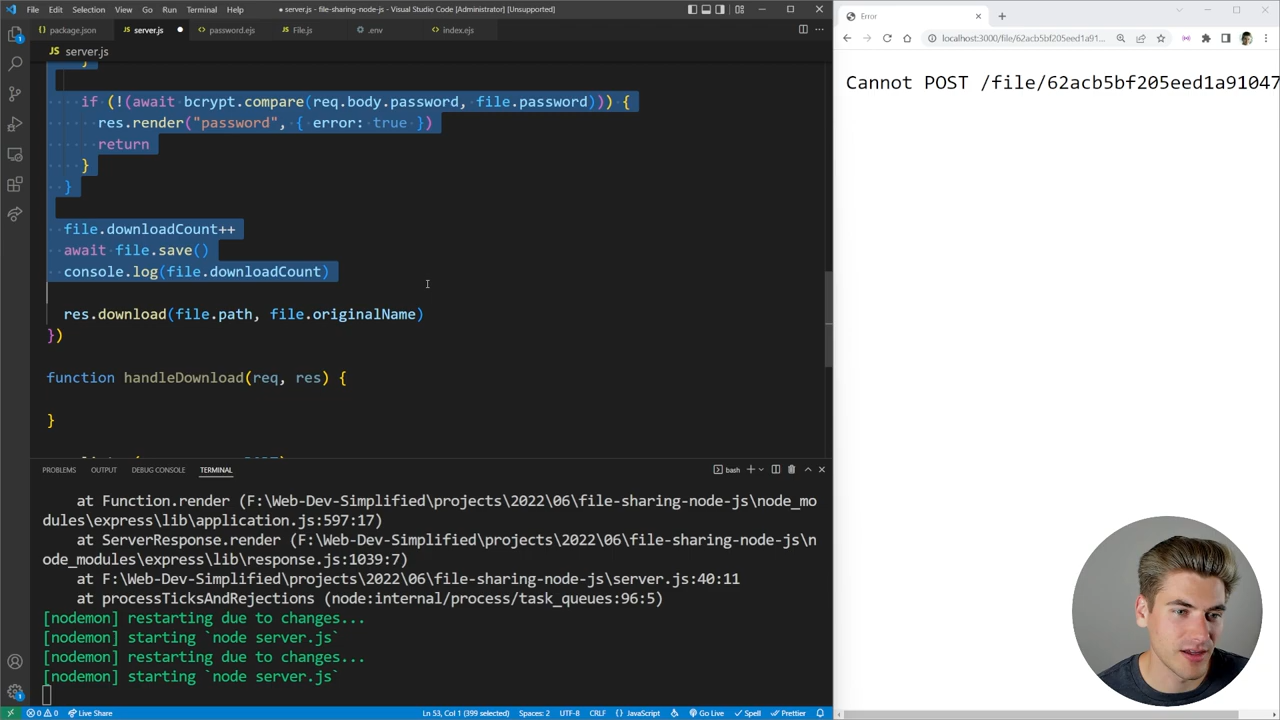 File Edit Selection View Go Run Terminal Help ● server.js - file-sharing-node-js - Visual Studio Code [Administrator] [Unsupported]
package.json server.js password.ejs File.js .env index.ejs
server.js
}
if (!(await bcrypt.compare(req.body.password, file.password))) {
res.render("password", { error: true })
return
}
}
file.downloadCount++
await file.save()
console.log(file.downloadCount)
res.download(file.path, file.originalName)
})
function handleDownload(req, res) {
}
PROBLEMS OUTPUT DEBUG CONSOLE TERMINAL bash
at Function.render (F:\Web-Dev-Simplified\projects\2022\06\file-sharing-node-js\node_mo
dules\express\lib\application.js:597:17)
at ServerResponse.render (F:\Web-Dev-Simplified\projects\2022\06\file-sharing-node-js\n
ode_modules\express\lib\response.js:1039:7)
at F:\Web-Dev-Simplified\projects\2022\06\file-sharing-node-js\server.js:40:11
at processTicksAndRejections (node:internal/process/task_queues:96:5)
[nodemon] restarting due to changes...
[nodemon] starting `node server.js`
[nodemon] restarting due to changes...
[nodemon] starting `node server.js`
0 0 Live Share Ln 53, Col 1 (399 selected) Spaces: 2 UTF-8 CRLF JavaScript Go Live Spell Prettier
Error
localhost:3000/file/62acb5bf205eed1a91...
Cannot POST /file/62acb5bf205eed1a91047